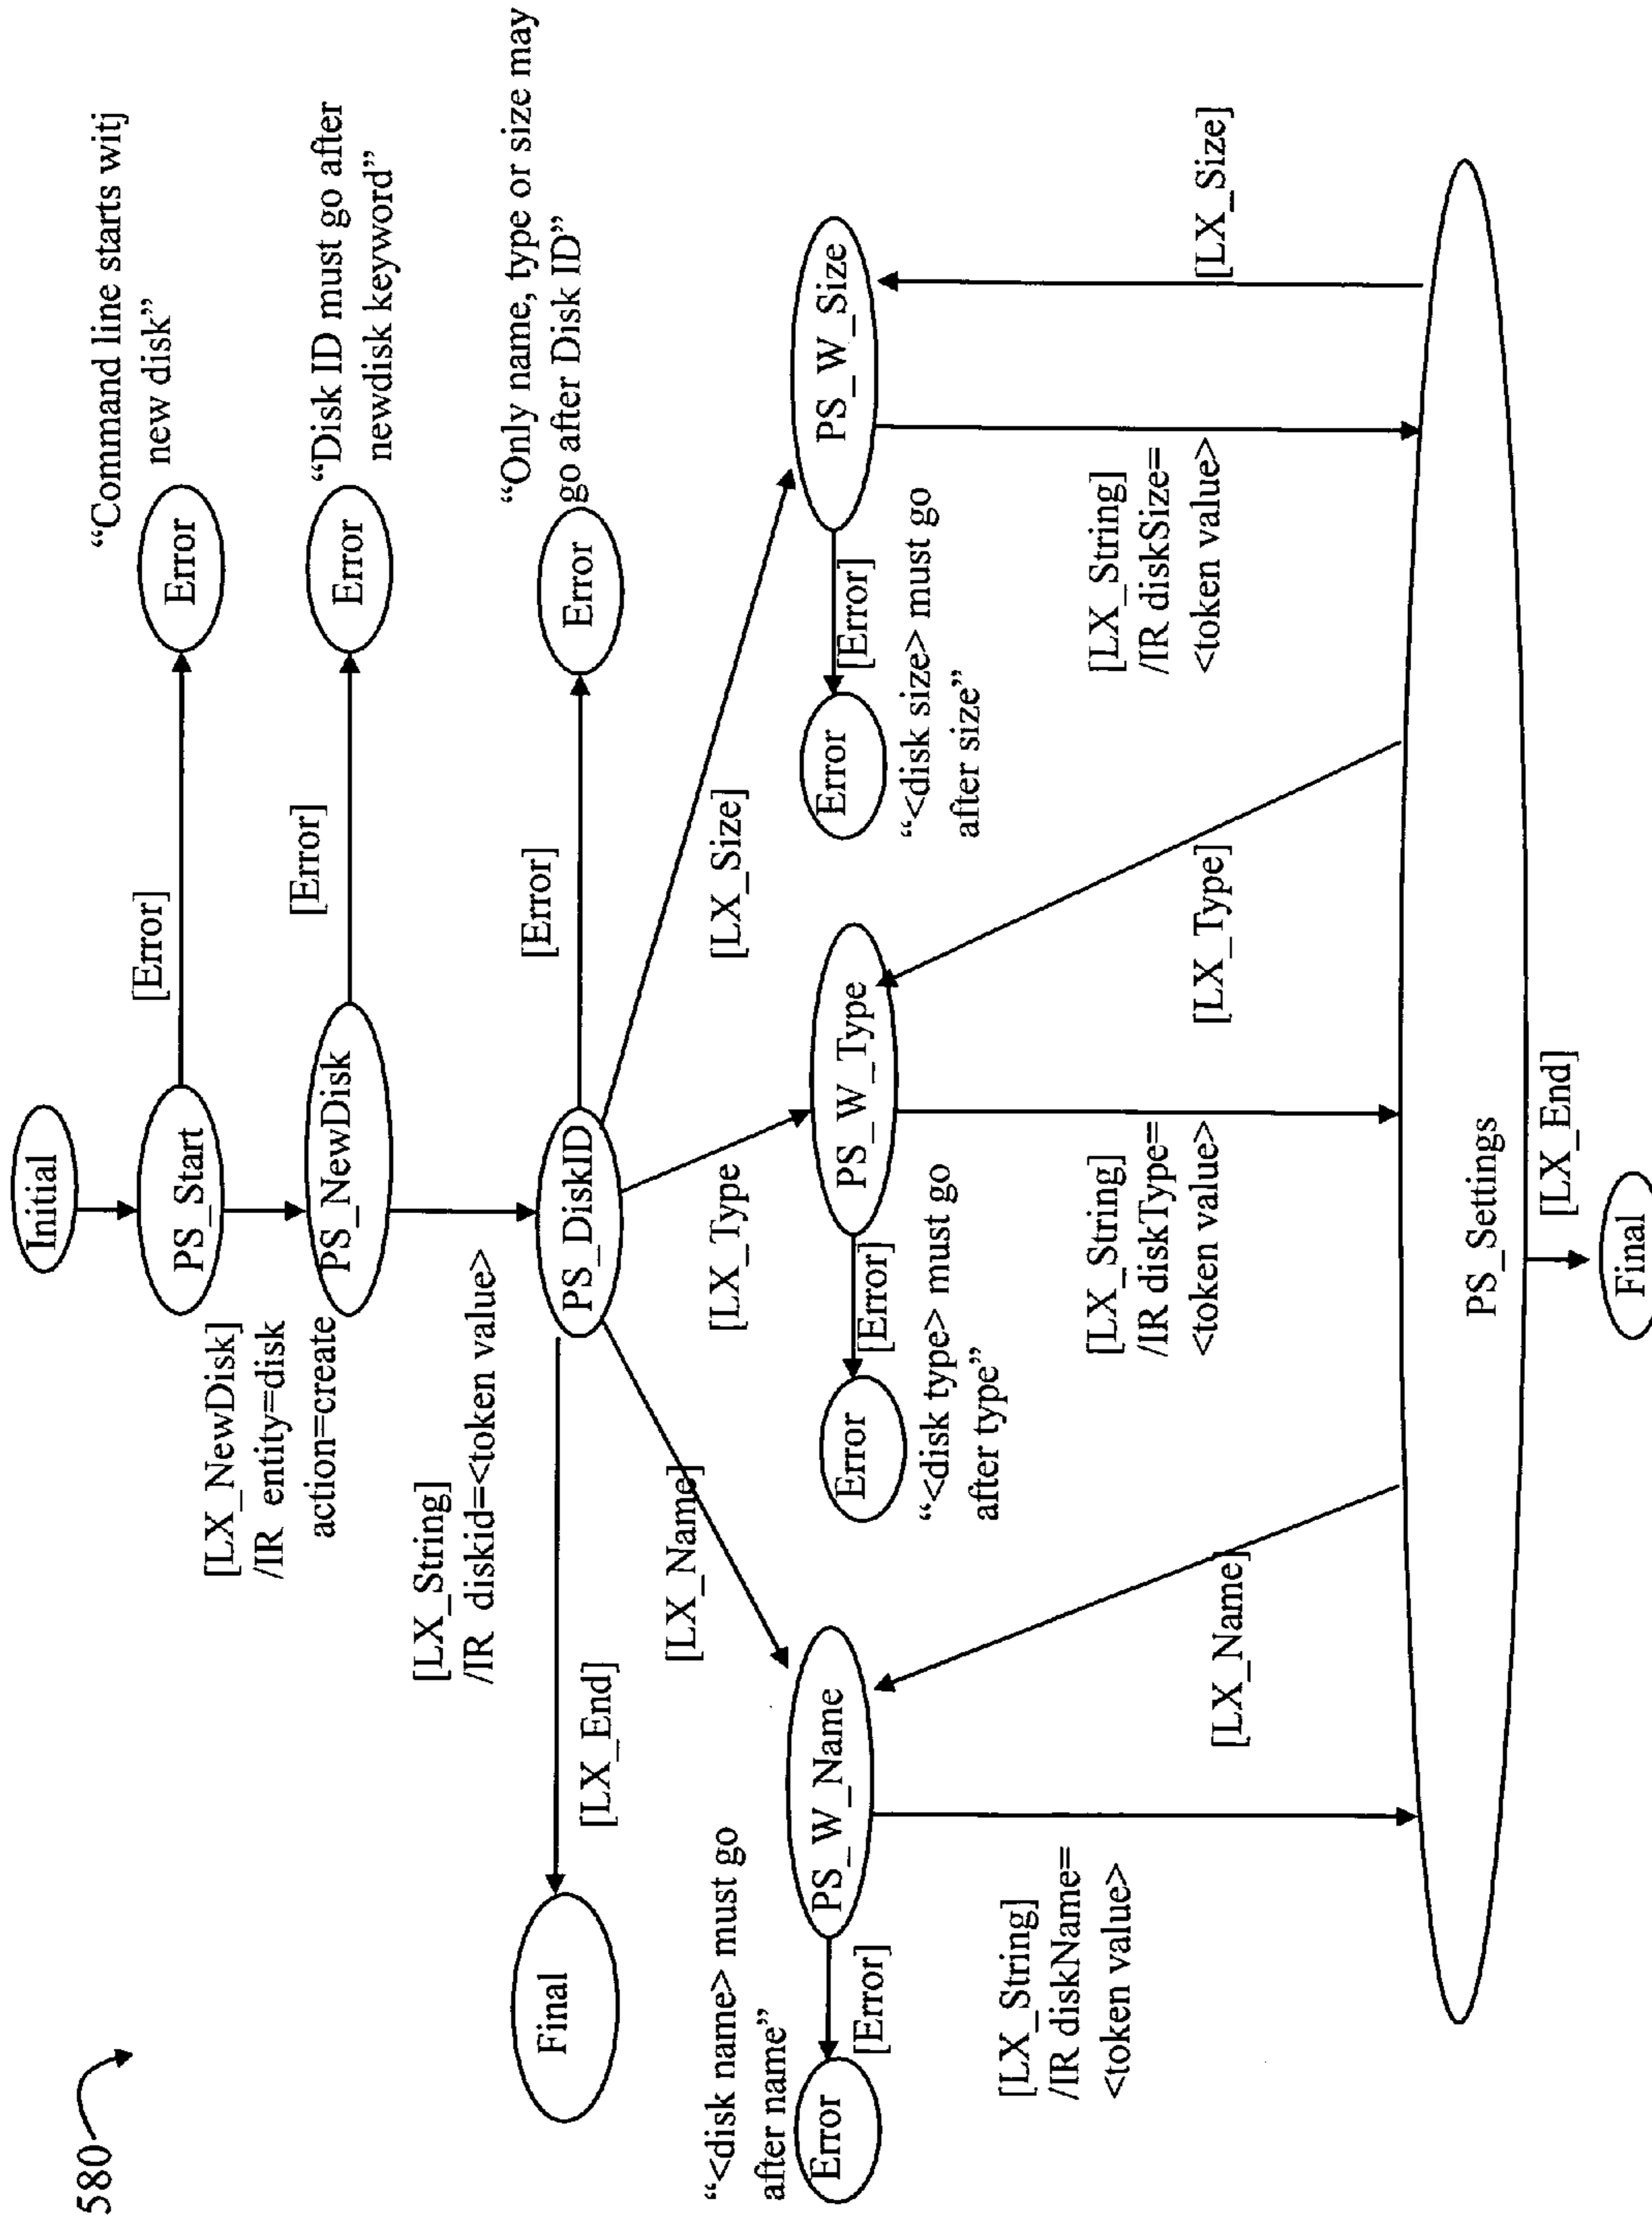 580
Initial
PS_Start
[Error]
Error
“Command line starts witj
new disk”
[LX_NewDisk]
/IR entity=disk
action=create
PS_NewDisk
[Error]
Error
“Disk ID must go after
newdisk keyword”
[LX_String]
/IR diskid=<token value>
PS_DiskID
[Error]
Error
“Only name, type or size may
go after Disk ID”
Final
[LX_End]
[LX_Name]
[LX_Type]
[LX_Size]
“<disk name> must go
after name”
Error
[Error]
PS_W_Name
“<disk type> must go
after type”
Error
[Error]
PS_W_Type
“<disk size> must go
after size”
Error
[Error]
PS_W_Size
[LX_String]
/IR diskName=
<token value>
[LX_Name]
[LX_String]
/IR diskType=
<token value>
[LX_Type]
[LX_String]
/IR diskSize=
<token value>
[LX_Size]
PS_Settings
[LX_End]
Final